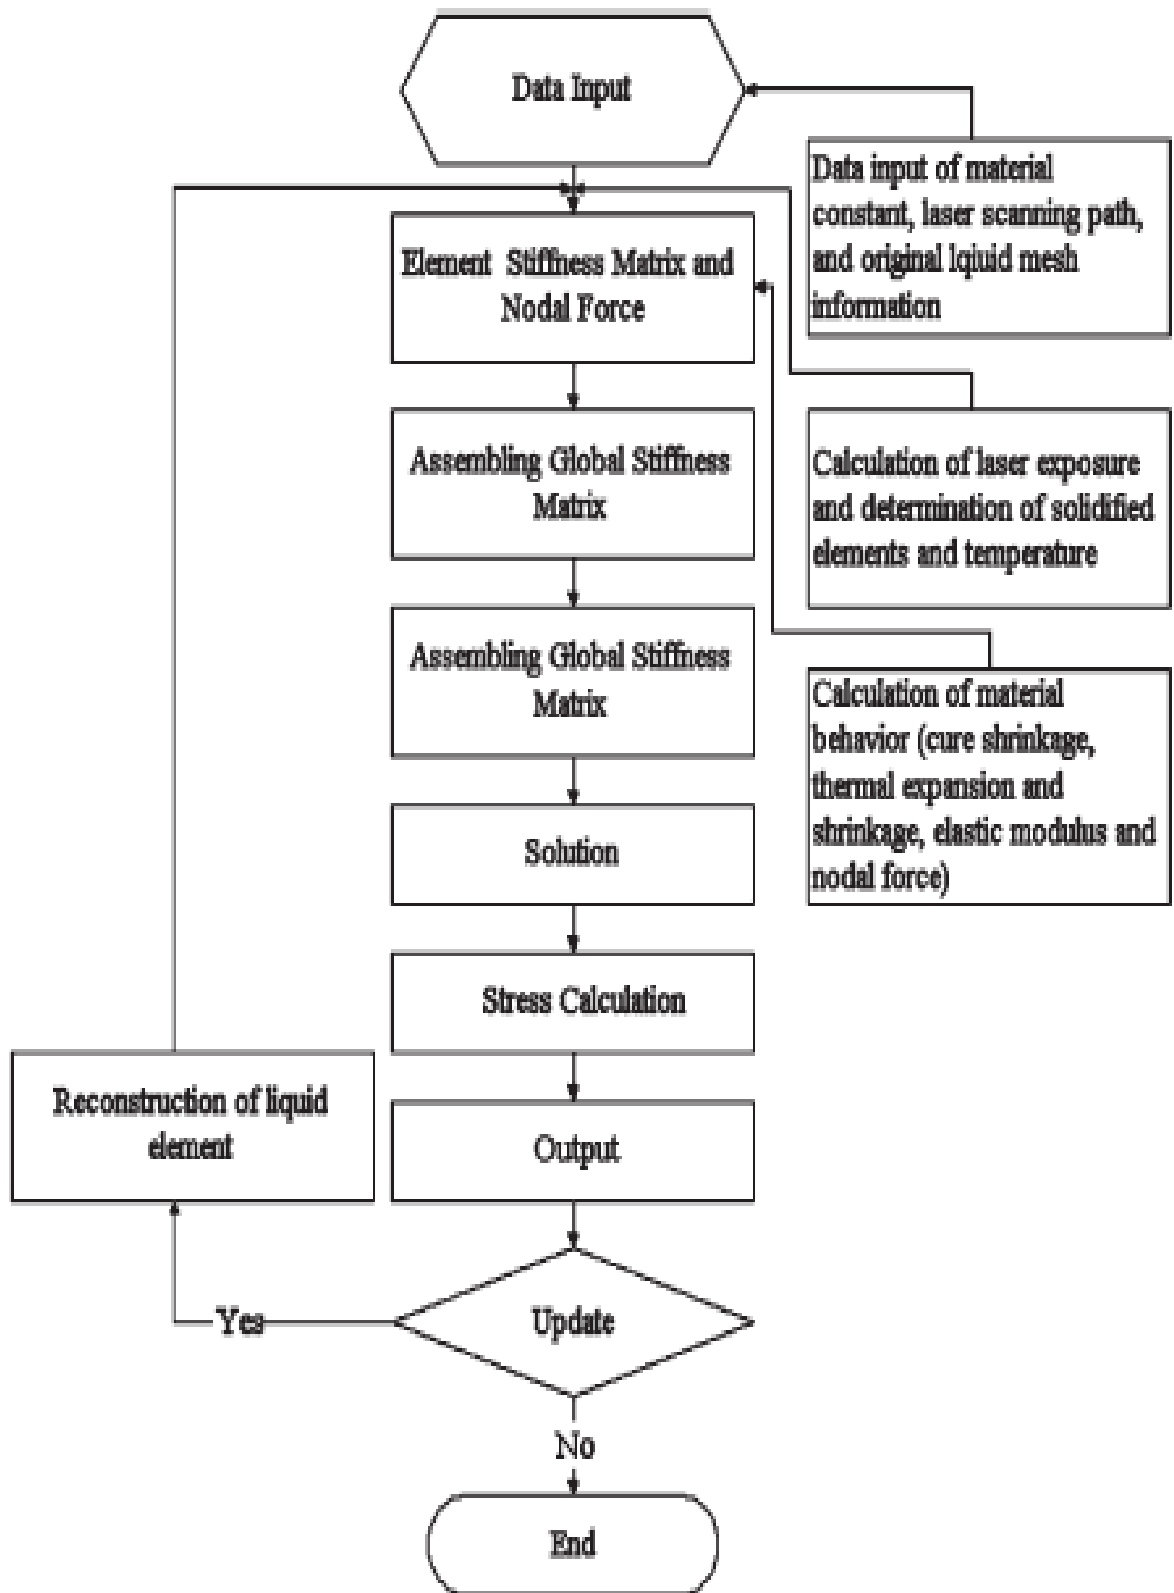 Data Input
Data input of material
constant, laser scanning path,
and original lqiuid mesh
information
Element Stiffness Matrix and
Nodal Force
Assembling Global Stiffness
Matrix
Calculation of laser exposure
and determination of solidified
elements and temperature
Assembling Global Stiffness
Matrix
Calculation of material
behavior (cure shrinkage,
thermal expansion and
shrinkage, elastic modulus and
nodal force)
Solution
Stress Calculation
Reconstruction of liquid
element
Output
Update
Yes
No
End